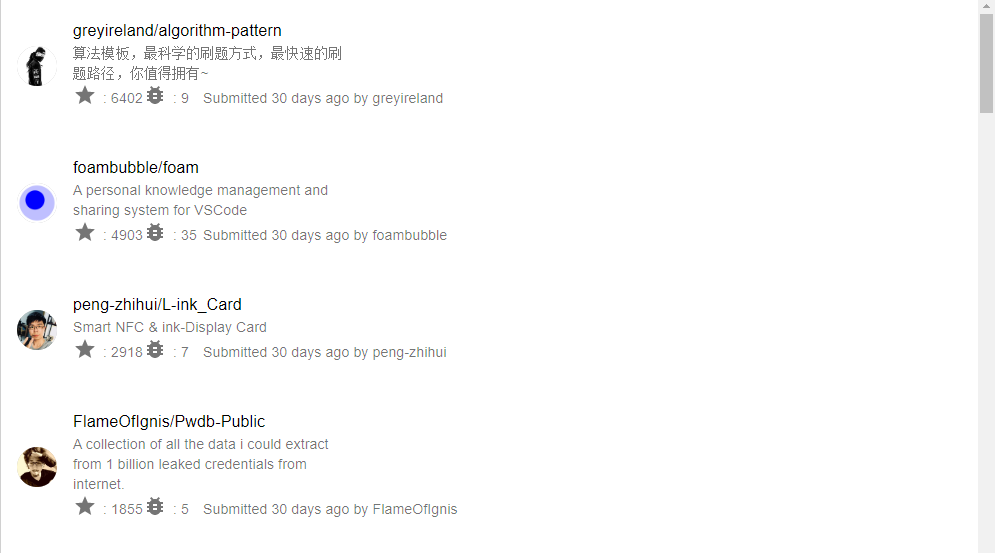 greyireland/algorithm-pattern
算法模板，最科学的刷题方式，最快速的刷
题路径，你值得拥有~
: 6402 : 9 Submitted 30 days ago by greyireland
foambubble/foam
A personal knowledge management and
sharing system for VSCode
: 4903 : 35 Submitted 30 days ago by foambubble
peng-zhihui/L-ink_Card
Smart NFC & ink-Display Card
: 2918 : 7 Submitted 30 days ago by peng-zhihui
FlameOfIgnis/Pwdb-Public
A collection of all the data i could extract
from 1 billion leaked credentials from
internet.
: 1855 : 5 Submitted 30 days ago by FlameOfIgnis